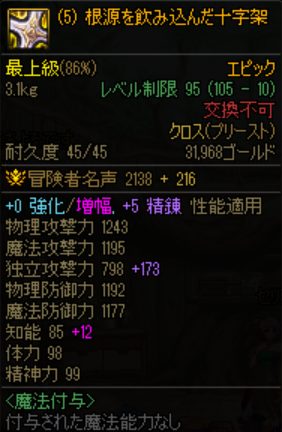 (5) 根源を飲み込んだ十字架
最上級(86%) エピック
3.1kg レベル制限 95 (105 - 10)
交換不可
クロス(プリースト)
耐久度 45/45 31,968ゴールド
冒険者名声 2138 + 216
+0 強化/増幅, +5 精錬 性能適用
物理攻撃力 1243
魔法攻撃力 1195
独立攻撃力 798 +173
物理防御力 1192
魔法防御力 1177
知能 85 +12
体力 98
精神力 99
<魔法付与>
付与された魔法能力なし